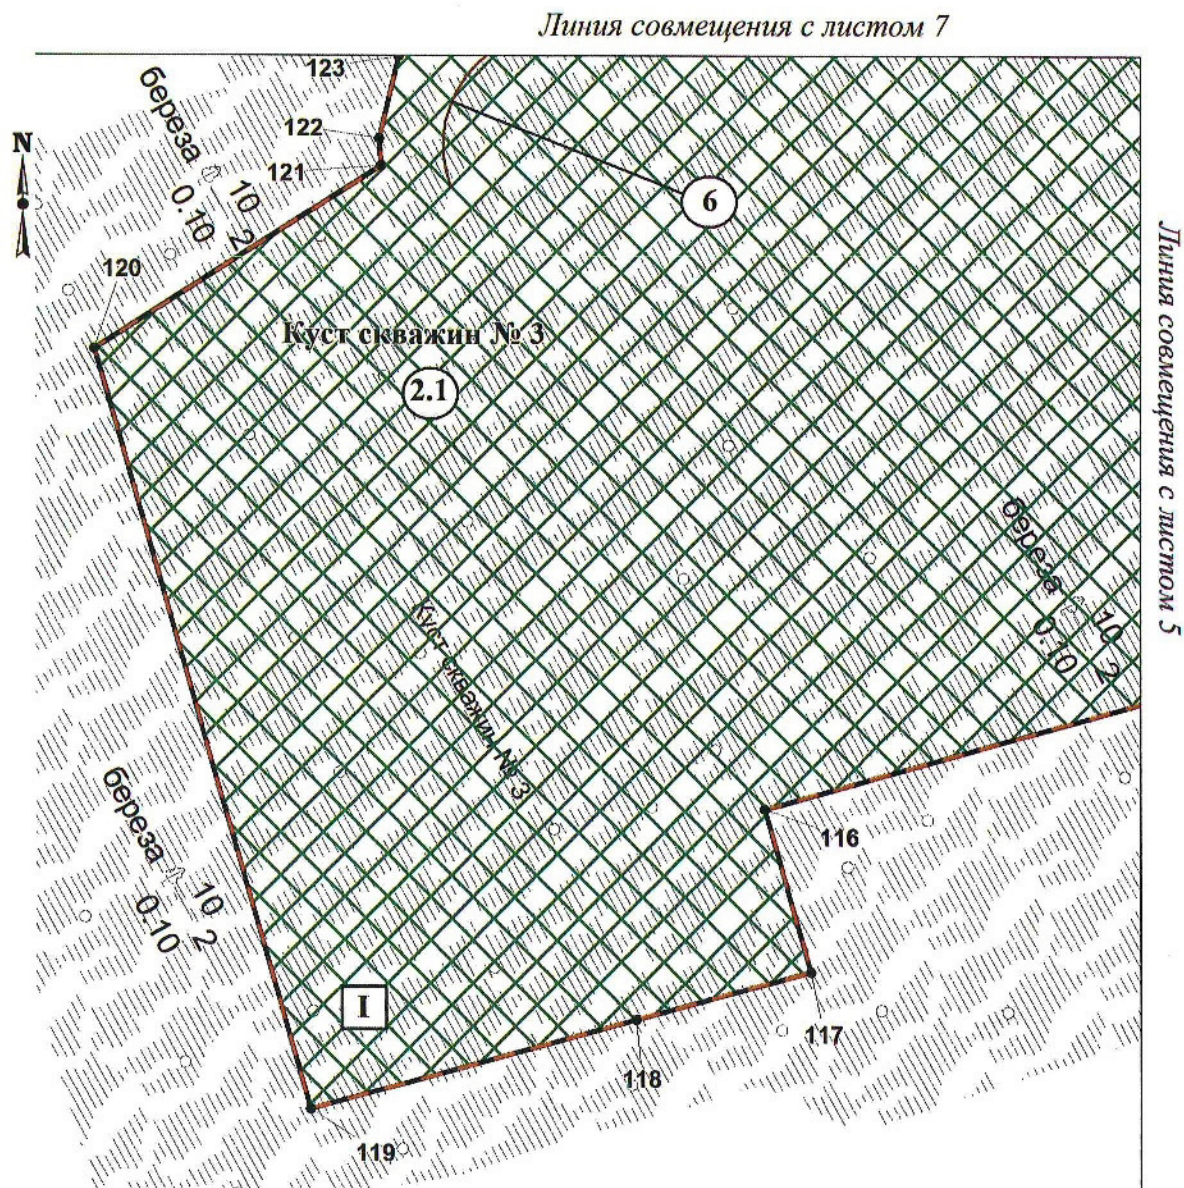 Линия совмещения с листом 7
123
береза
10
0.10
2
122
N
121
6
120
Линия совмещения с листом 5
Куст скважин № 3
2.1
береза
10
0.10
2
Куст скважин № 3
береза
10
0.10
2
116
I
117
118
119